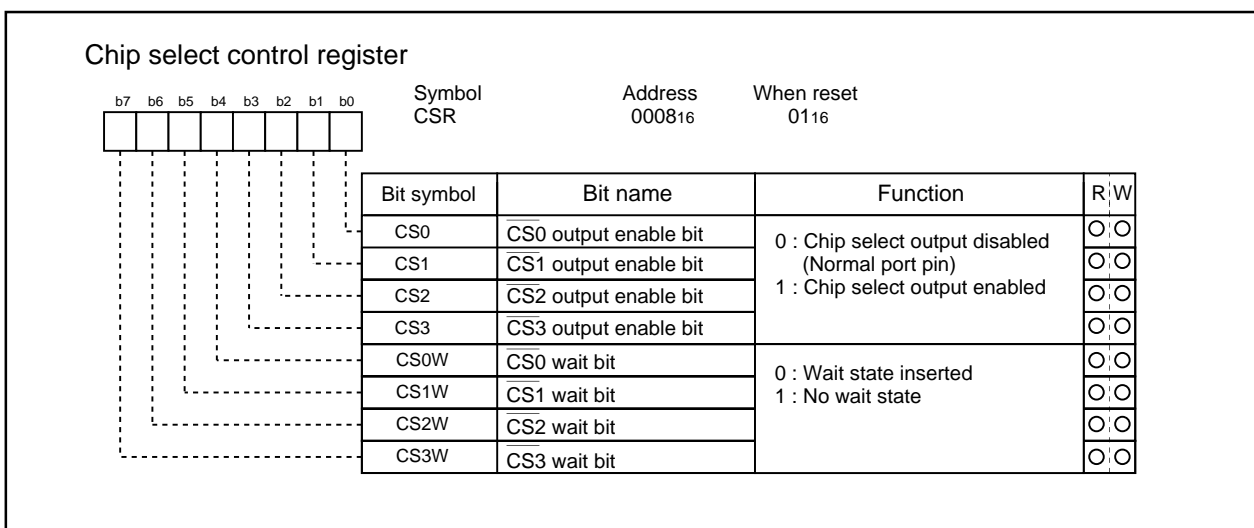 Chip select control register
b7 b6 b5 b4 b3 b2 b1 b0
Symbol Address When reset
CSR 000816 0116
Bit symbol Bit name Function R W
CS0 CS0 output enable bit
0 : Chip select output disabled
(Normal port pin)
1 : Chip select output enabled
CS1 CS1 output enable bit
CS2 CS2 output enable bit
CS3 CS3 output enable bit
CS0W CS0 wait bit
0 : Wait state inserted
1 : No wait state
CS1W CS1 wait bit
CS2W CS2 wait bit
CS3W CS3 wait bit